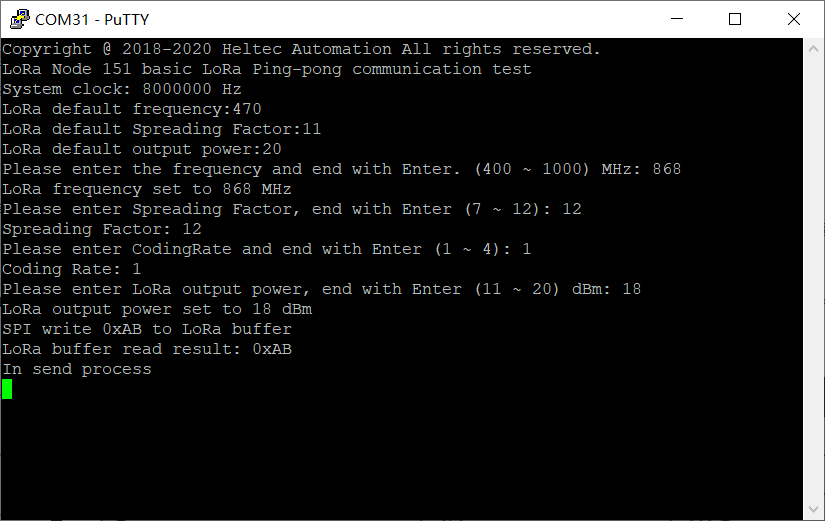 COM31 - PuTTY
Copyright @ 2018-2020 Heltec Automation All rights reserved.
LoRa Node 151 basic LoRa Ping-pong communication test
System clock: 8000000 Hz
LoRa default frequency:470
LoRa default Spreading Factor:11
LoRa default output power:20
Please enter the frequency and end with Enter. (400 ~ 1000) MHz: 868
LoRa frequency set to 868 MHz
Please enter Spreading Factor, end with Enter (7 ~ 12): 12
Spreading Factor: 12
Please enter CodingRate and end with Enter (1 ~ 4): 1
Coding Rate: 1
Please enter LoRa output power, end with Enter (11 ~ 20) dBm: 18
LoRa output power set to 18 dBm
SPI write 0xAB to LoRa buffer
LoRa buffer read result: 0xAB
In send process